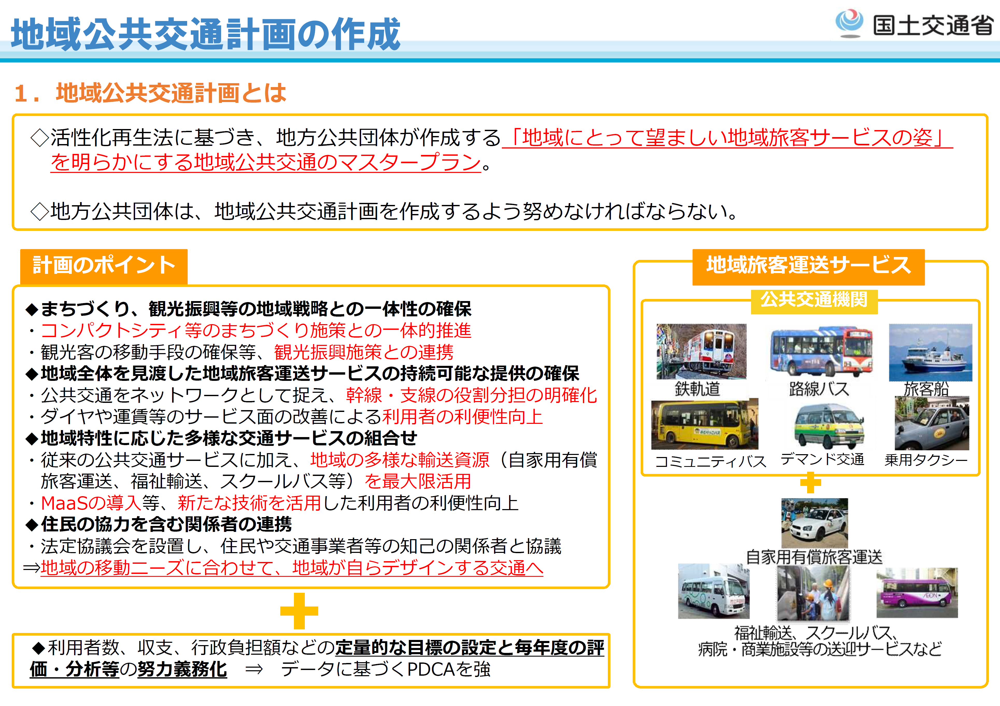 地域公共交通計画の作成
国土交通省
1．地域公共交通計画とは
◇活性化再生法に基づき、地方公共団体が作成する「地域にとって望ましい地域旅客サービスの姿」
を明らかにする地域公共交通のマスタープラン。
◇地方公共団体は、地域公共交通計画を作成するよう努めなければならない。
計画のポイント
◆まちづくり、観光振興等の地域戦略との一体性の確保
・コンパクトシティ等のまちづくり施策との一体的推進
・観光客の移動手段の確保等、観光振興施策との連携
◆地域全体を見渡した地域旅客運送サービスの持続可能な提供の確保
・公共交通をネットワークとして捉え、幹線・支線の役割分担の明確化
・ダイヤや運賃等のサービス面の改善による利用者の利便性向上
◆地域特性に応じた多様な交通サービスの組合せ
・従来の公共交通サービスに加え、地域の多様な輸送資源（自家用有償
旅客運送、福祉輸送、スクールバス等）を最大限活用
・MaaSの導入等、新たな技術を活用した利用者の利便性向上
◆住民の協力を含む関係者の連携
・法定協議会を設置し、住民や交通事業者等の知己の関係者と協議
⇒地域の移動ニーズに合わせて、地域が自らデザインする交通へ
◆利用者数、収支、行政負担額などの定量的な目標の設定と毎年度の評
価・分析等の努力義務化　⇒　データに基づくPDCAを強
地域旅客運送サービス
公共交通機関
鉄軌道
路線バス
旅客船
コミュニティバス
デマンド交通
乗用タクシー
自家用有償旅客運送
AEON
福祉輸送、スクールバス、
病院・商業施設等の送迎サービスなど